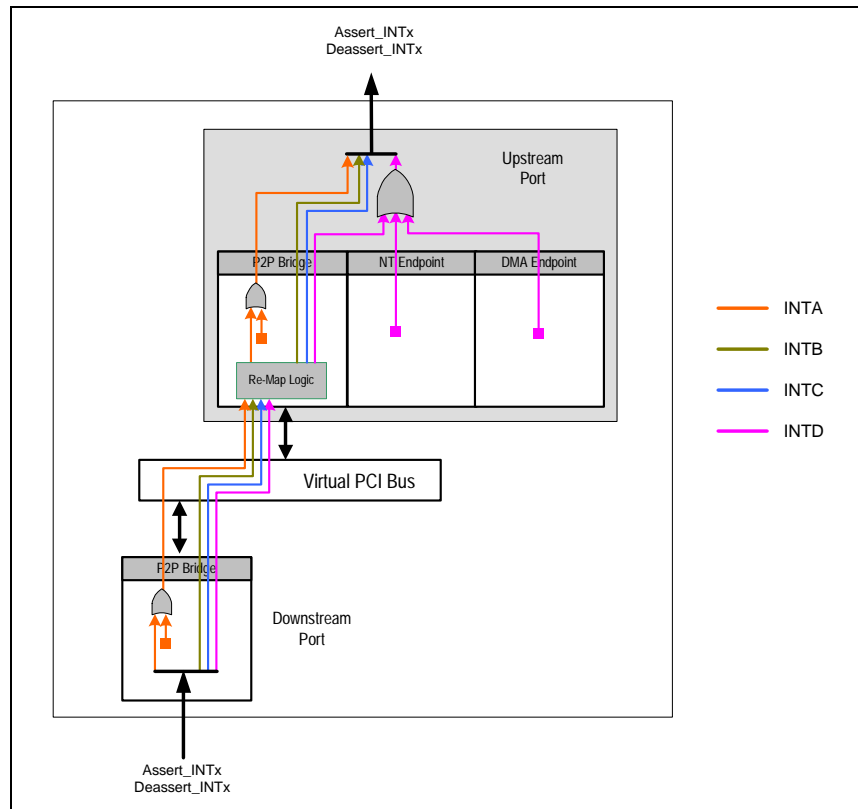 Assert_INTx
Deassert_INTx
Upstream
Port
P2P Bridge
NT Endpoint
DMA Endpoint
INTA
INTB
Re-Map Logic
INTC
INTD
Virtual PCI Bus
P2P Bridge
Downstream
Port
Assert_INTx
Deassert_INTx